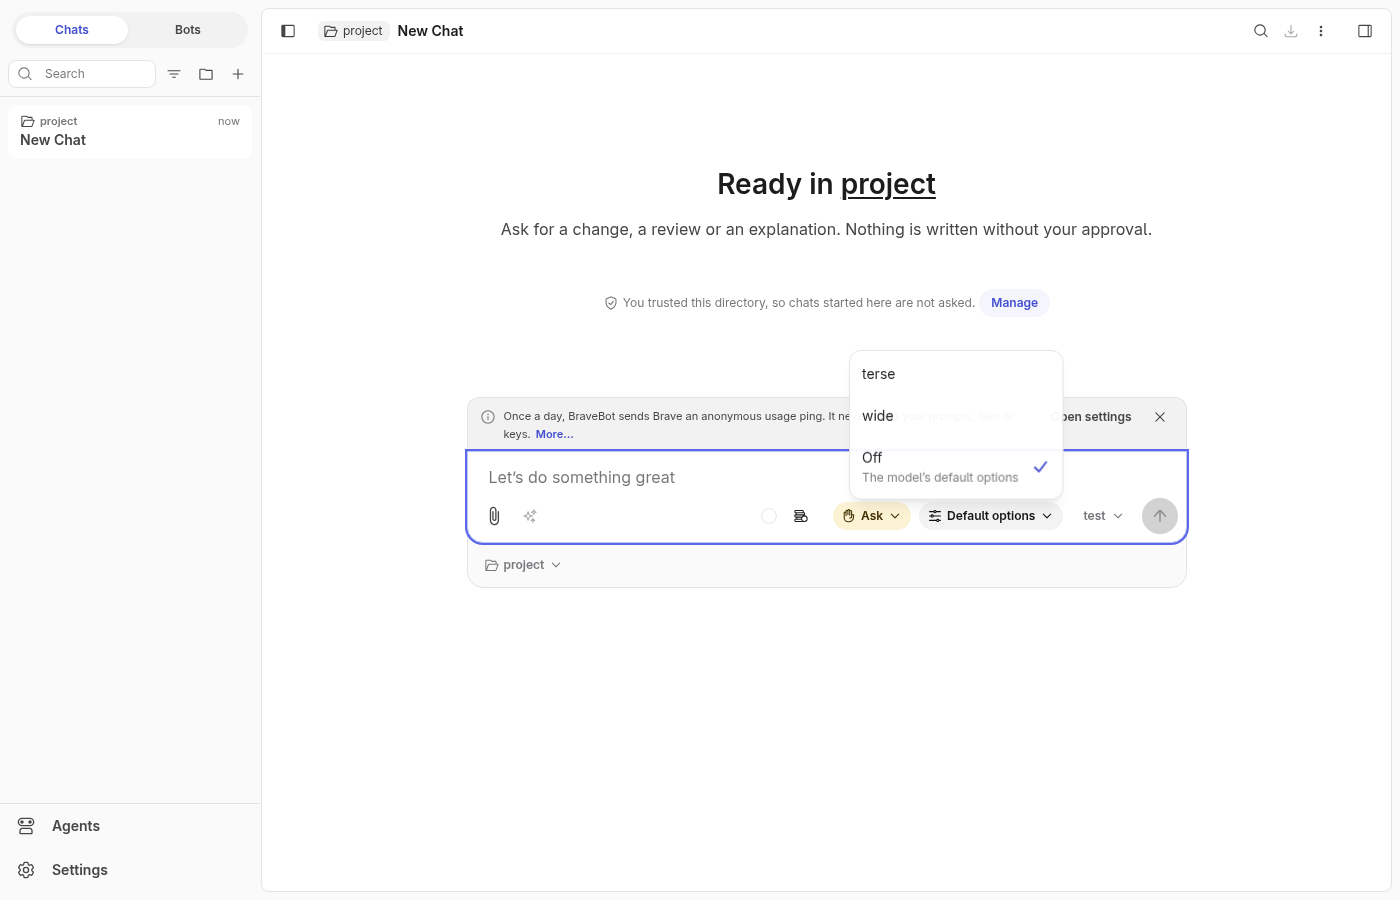 Chats
Bots
Search
project
now
New Chat
Agents
Settings
project
New Chat
Ready in project
Ask for a change, a review or an explanation. Nothing is written without your approval.
You trusted this directory, so chats started here are not asked.
Manage
terse
wide
Off
The model's default options
Once a day, BraveBot sends Brave an anonymous usage ping. It
keys. More...
Open settings
Let's do something great
Ask
Default options
test
project